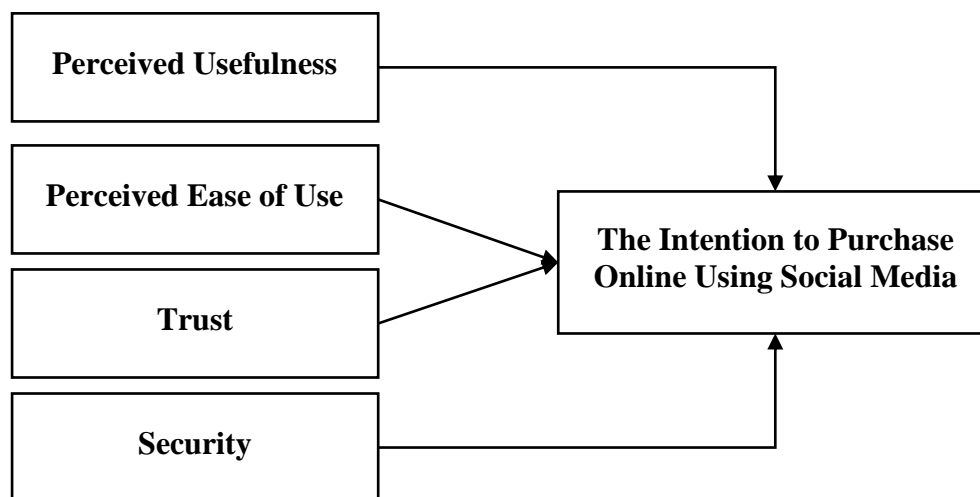 Perceived Usefulness
Perceived Ease of Use
Trust
Security
The Intention to Purchase
Online Using Social Media